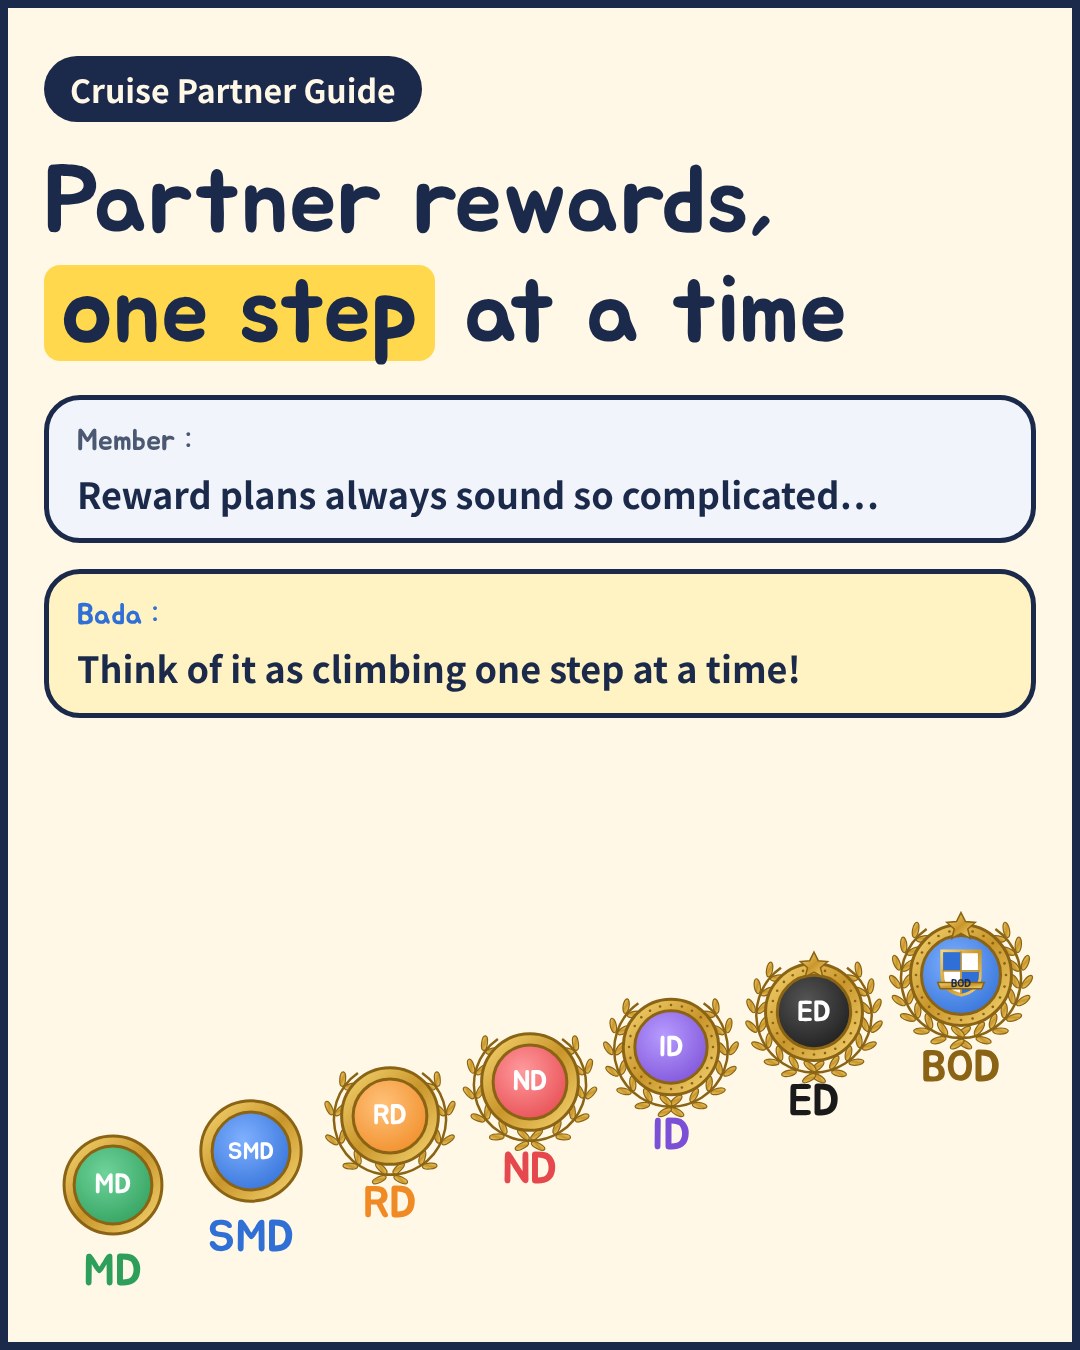 Cruise Partner Guide
Partner rewards,
one step at a time
Member :
Reward plans always sound so complicated…
Bada :
Think of it as climbing one step at a time!
MD
MD
SMD
SMD
RD
RD
ND
ND
ID
ID
ED
ED
BOD
BOD